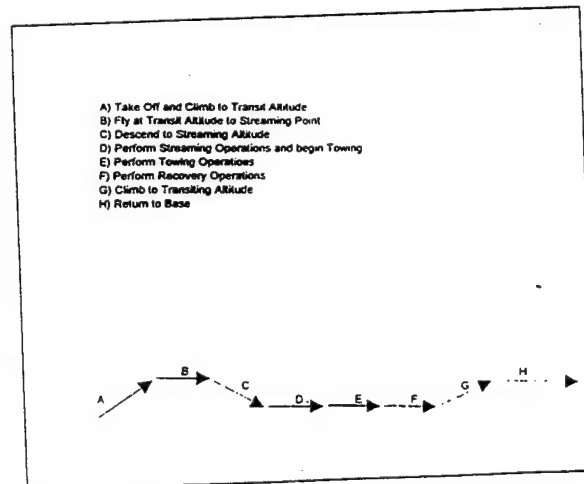 A) Take Off and Climb to Transit Altitude
B) Fly at Transit Altitude to Streaming Point
C) Descend to Streaming Altitude
D) Perform Streaming Operations and begin Towing
E) Perform Towing Operations
F) Perform Recovery Operations
G) Climb to Transiting Altitude
H) Return to Base
A B C D E F G H